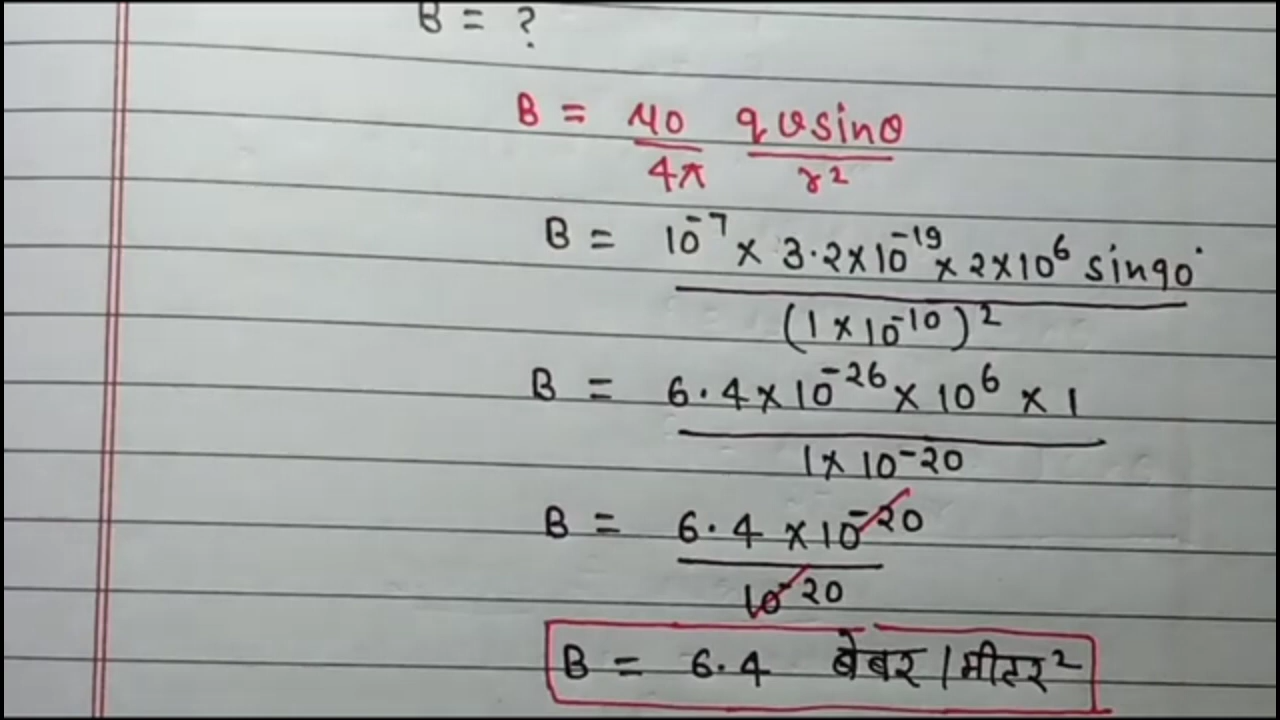 B = ?
B = μ0/4π qvsinθ/r²
B = 10⁻⁷ × 3.2×10⁻¹⁹ × 2×10⁶ sin90° / (1×10⁻¹⁰)²
B = 6.4×10⁻²⁶ × 10⁶ × 1 / 1×10⁻²⁰
B = 6.4 ×10⁻²⁰ / 10⁻²⁰
B = 6.4 बेबर/मीटर²